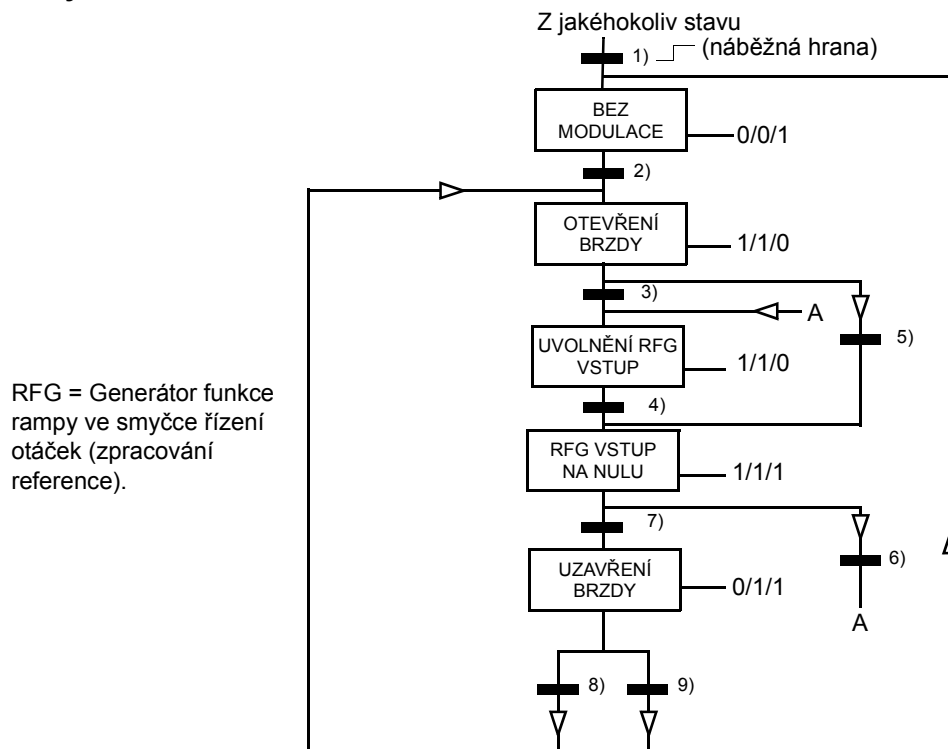 Z jakéhokoliv stavu
1)
(náběžná hrana)
BEZ
MODULACE
0/0/1
2)
OTEVŘENÍ
BRZDY
1/1/0
3)
A
5)
UVOLNĚNÍ RFG
VSTUP
1/1/0
4)
RFG = Generátor funkce
rampy ve smyčce řízení
otáček (zpracování
reference).
RFG VSTUP
NA NULU
1/1/1
7)
6)
UZAVŘENÍ
BRZDY
0/1/1
A
8)
9)